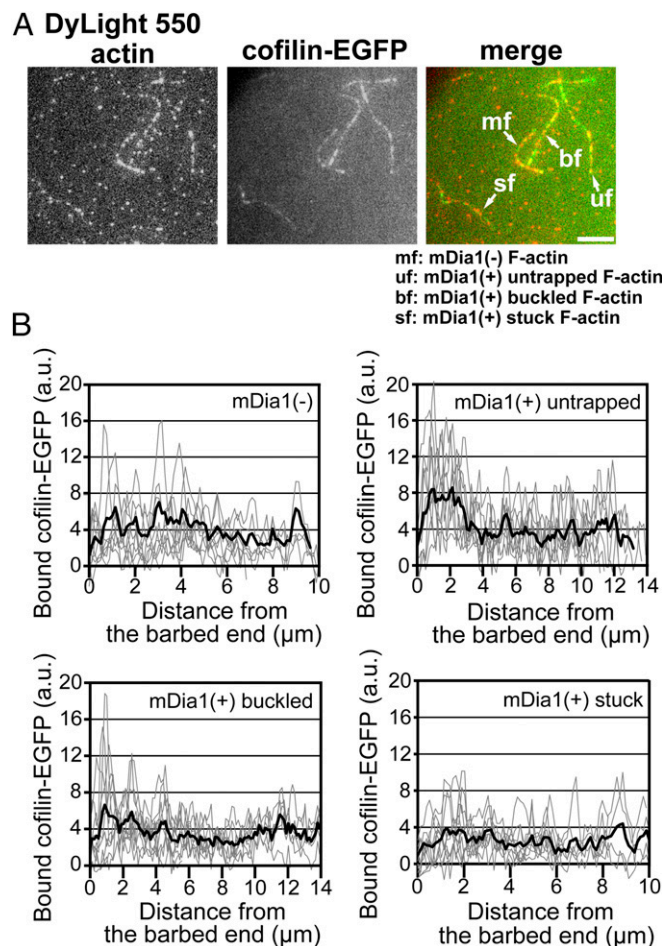 A DyLight 550 actin
cofilin-EGFP
merge
mf
bf
sf
uf
mf: mDia1(-) F-actin
uf: mDia1(+) untrapped F-actin
bf: mDia1(+) buckled F-actin
sf: mDia1(+) stuck F-actin
B
mDia1(-)
Bound cofilin-EGFP (a.u.)
20
16
12
8
4
0
0 2 4 6 8 10
Distance from
the barbed end (µm)
mDia1(+) untrapped
Bound cofilin-EGFP (a.u.)
20
16
12
8
4
0
0 2 4 6 8 10 12 14
Distance from
the barbed end (µm)
mDia1(+) buckled
Bound cofilin-EGFP (a.u.)
20
16
12
8
4
0
0 2 4 6 8 10 12 14
Distance from
the barbed end (µm)
mDia1(+) stuck
Bound cofilin-EGFP (a.u.)
20
16
12
8
4
0
0 2 4 6 8 10
Distance from
the barbed end (µm)